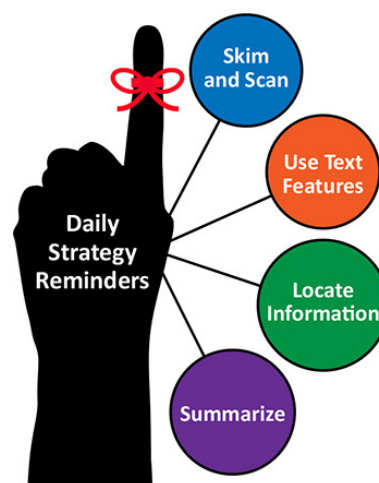 Skim
and Scan
Use Text
Features
Daily
Strategy
Reminders
Locate
Information
Summarize